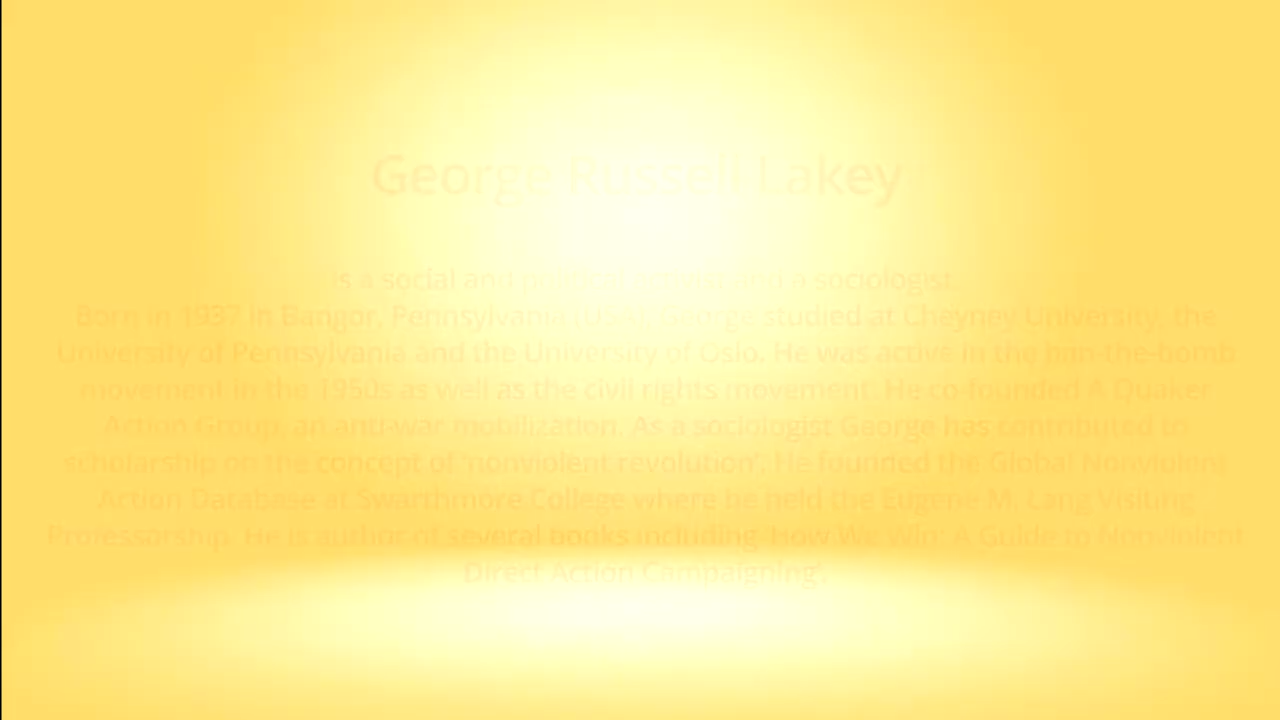 George Russell Lakey
is a social and political activist and a sociologist.
Born in 1937 in Bangor, Pennsylvania (USA), George studied at Cheyney University, the
University of Pennsylvania and the University of Oslo. He was active in the ban-the-bomb
movement in the 1950s as well as the civil rights movement. He co-founded A Quaker
Action Group, an anti-war mobilization. As a sociologist George has contributed to
scholarship on the concept of 'nonviolent revolution'. He founded the Global Nonviolent
Action Database at Swarthmore College where he held the Eugene M. Lang Visiting
Professorship. He is author of several books including 'How We Win: A Guide to Nonviolent
Direct Action Campaigning'.